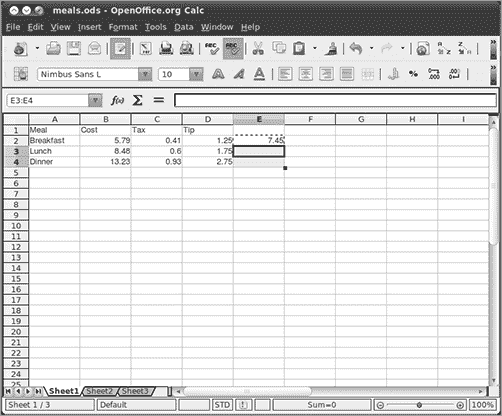 meals.ods - OpenOffice.org Calc
File Edit View Insert Format Tools Data Window Help
Nimbus Sans L 10
E3:E4 f(x) Σ =
A B C D E F G H I
1 Meal Cost Tax Tip
2 Breakfast 5.79 0.41 1.25 7.45
3 Lunch 8.48 0.6 1.75
4 Dinner 13.23 0.93 2.75
5
6
7
8
9
10
11
12
13
14
15
16
17
18
19
20
21
22
23
24
25
Sheet1 Sheet2 Sheet3
Sheet 1 / 3 Default STD Sum=0 100%